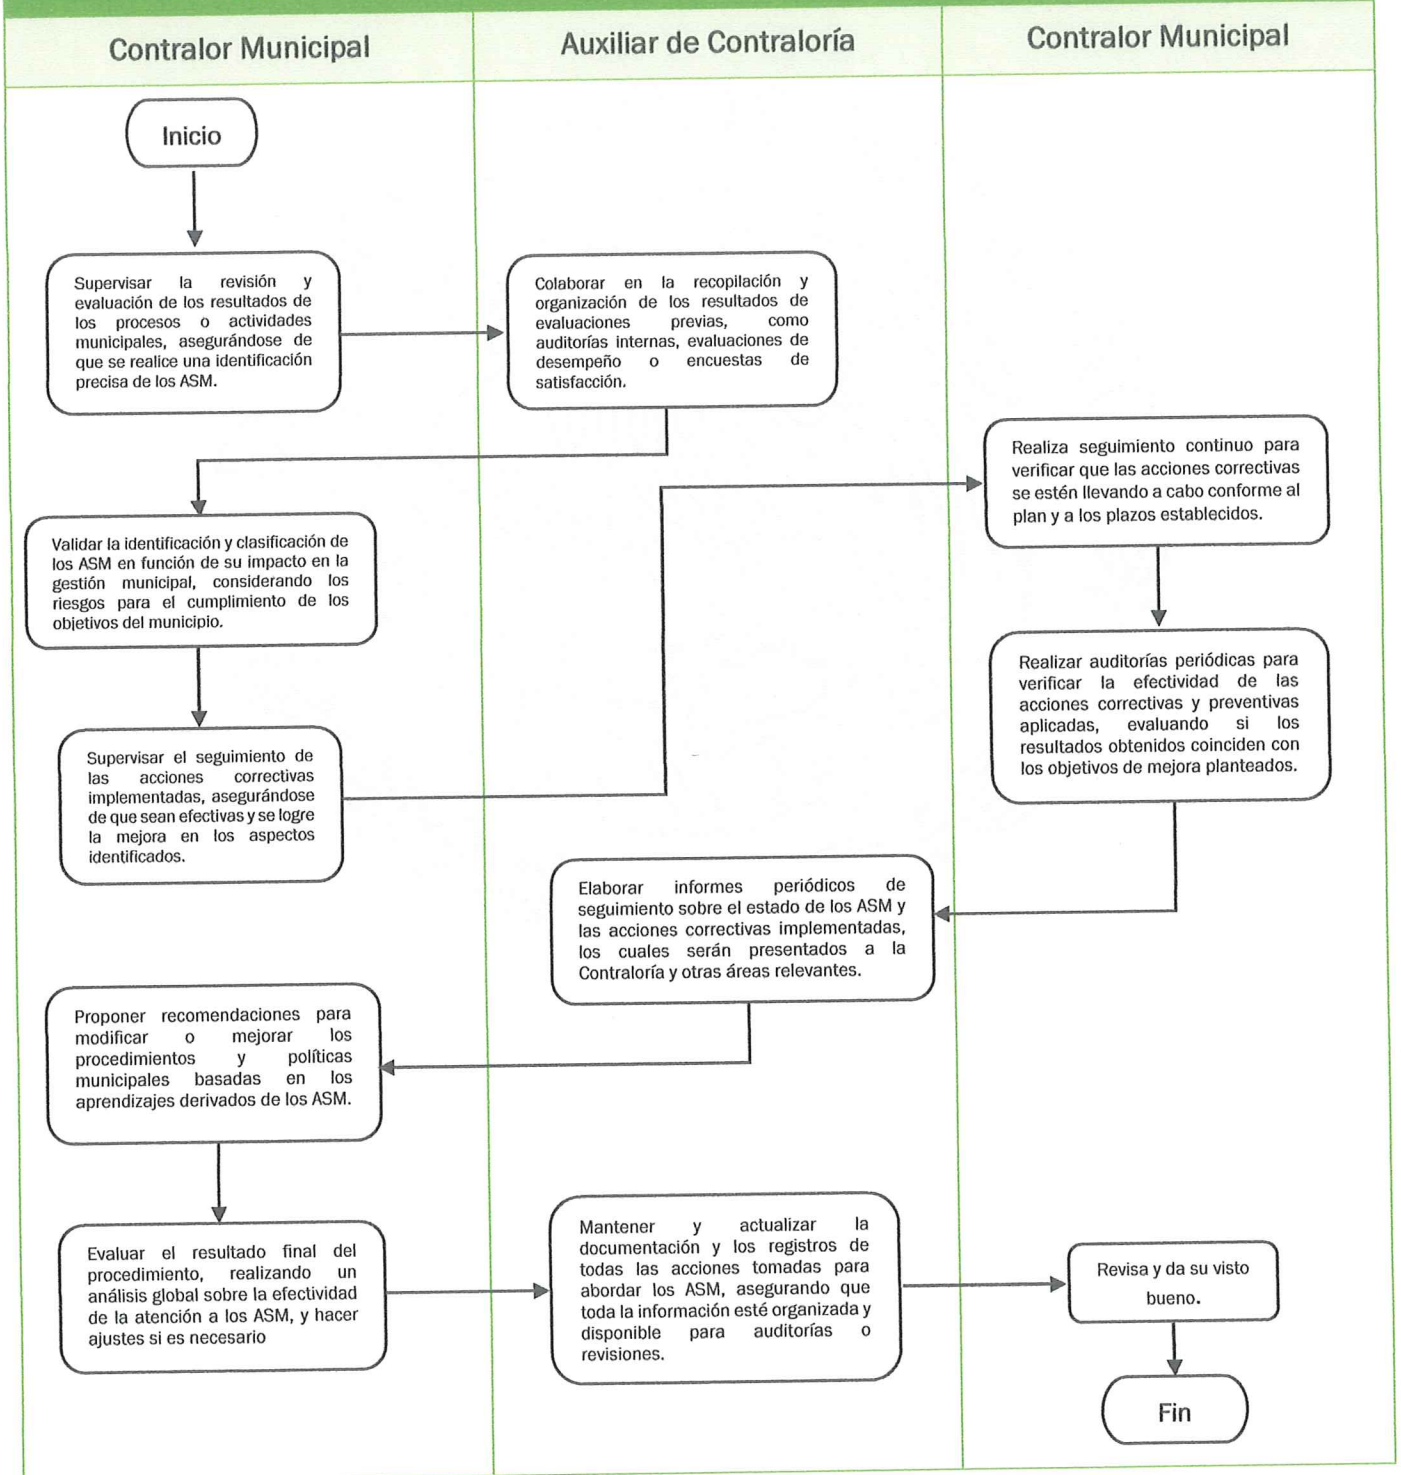 Contralor Municipal
Auxiliar de Contraloría
Contralor Municipal
Inicio
Supervisar la revisión y
evaluación de los resultados de
los procesos o actividades
municipales, asegurándose de
que se realice una identificación
precisa de los ASM.
Colaborar en la recopilación y
organización de los resultados de
evaluaciones previas, como
auditorías internas, evaluaciones de
desempeño o encuestas de
satisfacción.
Validar la identificación y clasificación de
los ASM en función de su impacto en la
gestión municipal, considerando los
riesgos para el cumplimiento de los
objetivos del municipio.
Supervisar el seguimiento de
las acciones correctivas
implementadas, asegurándose
de que sean efectivas y se logre
la mejora en los aspectos
identificados.
Realiza seguimiento continuo para
verificar que las acciones correctivas
se estén llevando a cabo conforme al
plan y a los plazos establecidos.
Realizar auditorías periódicas para
verificar la efectividad de las
acciones correctivas y preventivas
aplicadas, evaluando si los
resultados obtenidos coinciden con
los objetivos de mejora planteados.
Elaborar informes periódicos de
seguimiento sobre el estado de los ASM y
las acciones correctivas implementadas,
los cuales serán presentados a la
Contraloría y otras áreas relevantes.
Proponer recomendaciones para
modificar o mejorar los
procedimientos y políticas
municipales basadas en los
aprendizajes derivados de los ASM.
Evaluar el resultado final del
procedimiento, realizando un
análisis global sobre la efectividad
de la atención a los ASM, y hacer
ajustes si es necesario
Mantener y actualizar la
documentación y los registros de
todas las acciones tomadas para
abordar los ASM, asegurando que
toda la información esté organizada y
disponible para auditorías o
revisiones.
Revisa y da su visto
bueno.
Fin